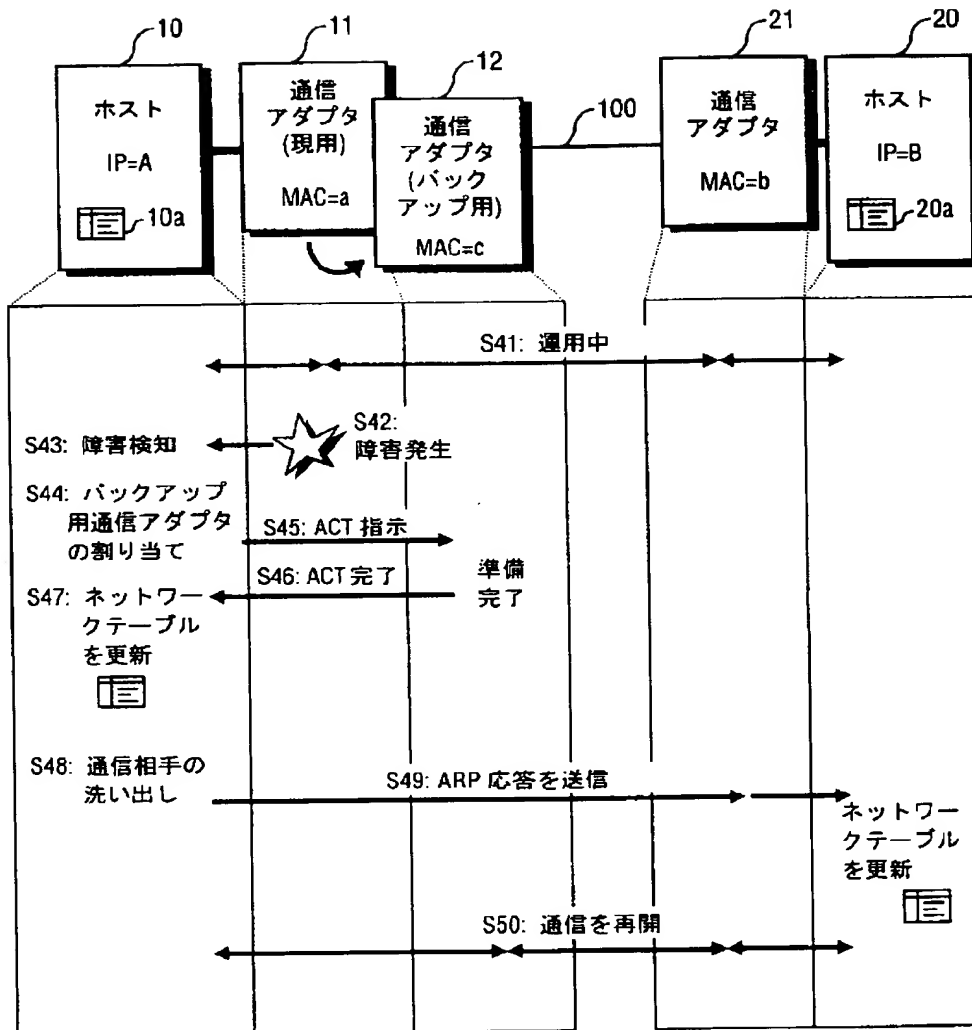 10
11
12
21
20
ホスト
IP=A
10a
通信
アダプタ
(現用)
MAC=a
通信
アダプタ
(バック
アップ用)
MAC=c
100
通信
アダプタ
MAC=b
ホスト
IP=B
20a
S41: 運用中
S42:
障害発生
S43: 障害検知
S44: バックアップ
用通信アダプタ
の割り当て
S45: ACT 指示
S46: ACT 完了
準備
完了
S47: ネットワー
クテーブル
を更新
S48: 通信相手の
洗い出し
S49: ARP 応答を送信
ネットワー
クテーブル
を更新
S50: 通信を再開